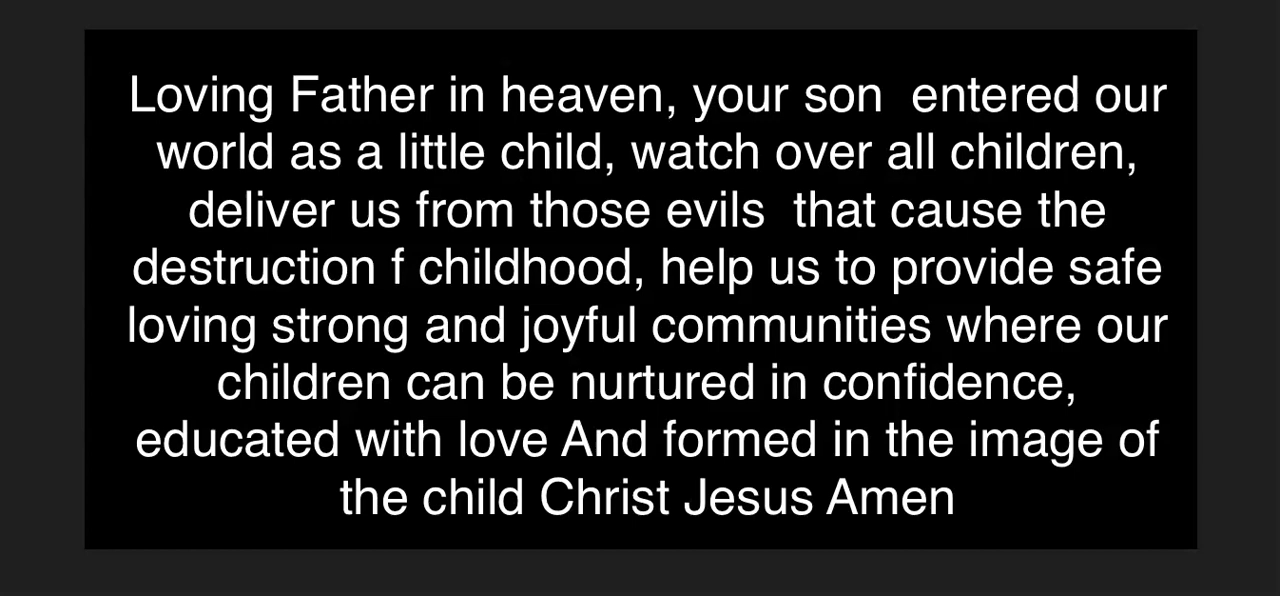 Loving Father in heaven, your son  entered our
world as a little child, watch over all children,
deliver us from those evils  that cause the
destruction f childhood, help us to provide safe
loving strong and joyful communities where our
children can be nurtured in confidence,
educated with love And formed in the image of
the child Christ Jesus Amen